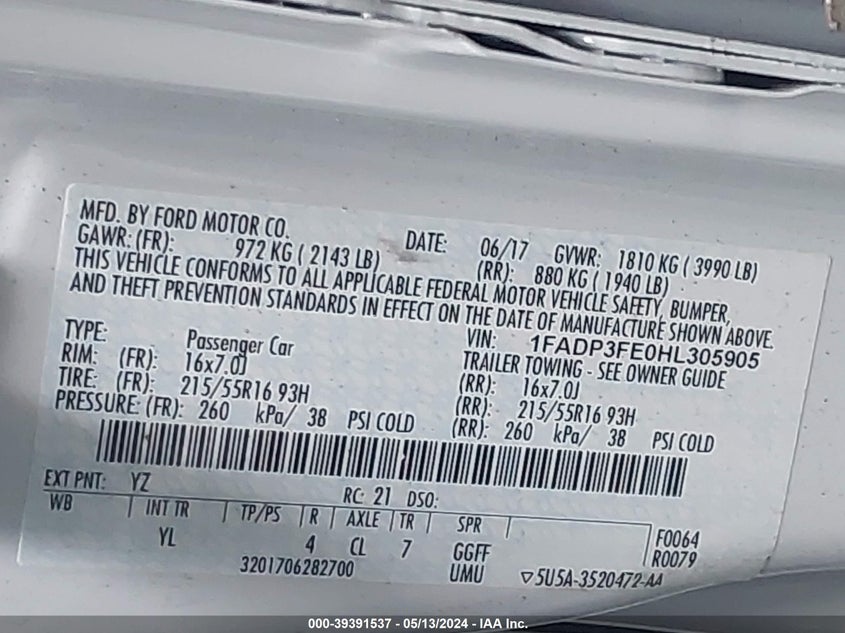 MFD. BY FORD MOTOR CO. DATE: 06/17 GVWR: 1810 KG ( 3990 LB)
GAWR: (FR): 972 KG ( 2143 LB) (RR): 880 KG ( 1940 LB)
THIS VEHICLE CONFORMS TO ALL APPLICABLE FEDERAL MOTOR VEHICLE SAFETY, BUMPER,
AND THEFT PREVENTION STANDARDS IN EFFECT ON THE DATE OF MANUFACTURE SHOWN ABOVE.
VIN: 1FADP3FE0HL305905
TYPE: Passenger Car TRAILER TOWING - SEE OWNER GUIDE
RIM: (FR): 16x7.0J (RR): 16x7.0J
TIRE: (FR): 215/55R16 93H (RR): 215/55R16 93H
PRESSURE: (FR): 260 kPa/ 38 PSI COLD (RR): 260 kPa/ 38 PSI COLD
EXT PNT: YZ RC: 21 DSO:
WB INT TR TP/PS R AXLE TR SPR F0064
YL 4 CL 7 GGFF R0079
3201706282700 UMU ▽5U5A-3520472-AA
000-39391537 - 05/13/2024 - IAA Inc.